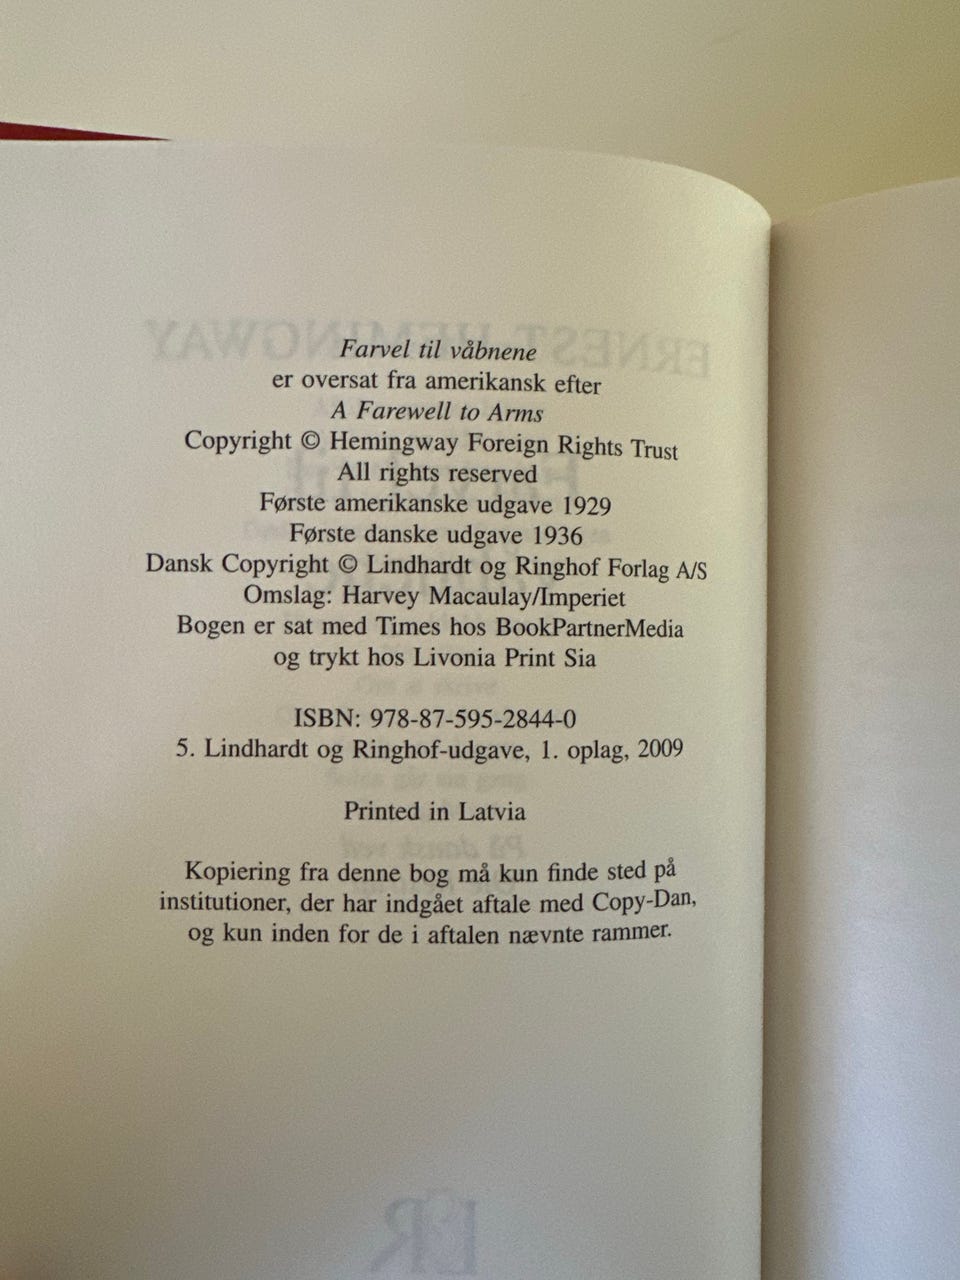 Farvel til våbnene
er oversat fra amerikansk efter
A Farewell to Arms
Copyright © Hemingway Foreign Rights Trust
All rights reserved
Første amerikanske udgave 1929
Første danske udgave 1936
Dansk Copyright © Lindhardt og Ringhof Forlag A/S
Omslag: Harvey Macaulay/Imperiet
Bogen er sat med Times hos BookPartnerMedia
og trykt hos Livonia Print Sia
ISBN: 978-87-595-2844-0
5. Lindhardt og Ringhof-udgave, 1. oplag, 2009
Printed in Latvia
Kopiering fra denne bog må kun finde sted på
institutioner, der har indgået aftale med Copy-Dan,
og kun inden for de i aftalen nævnte rammer.